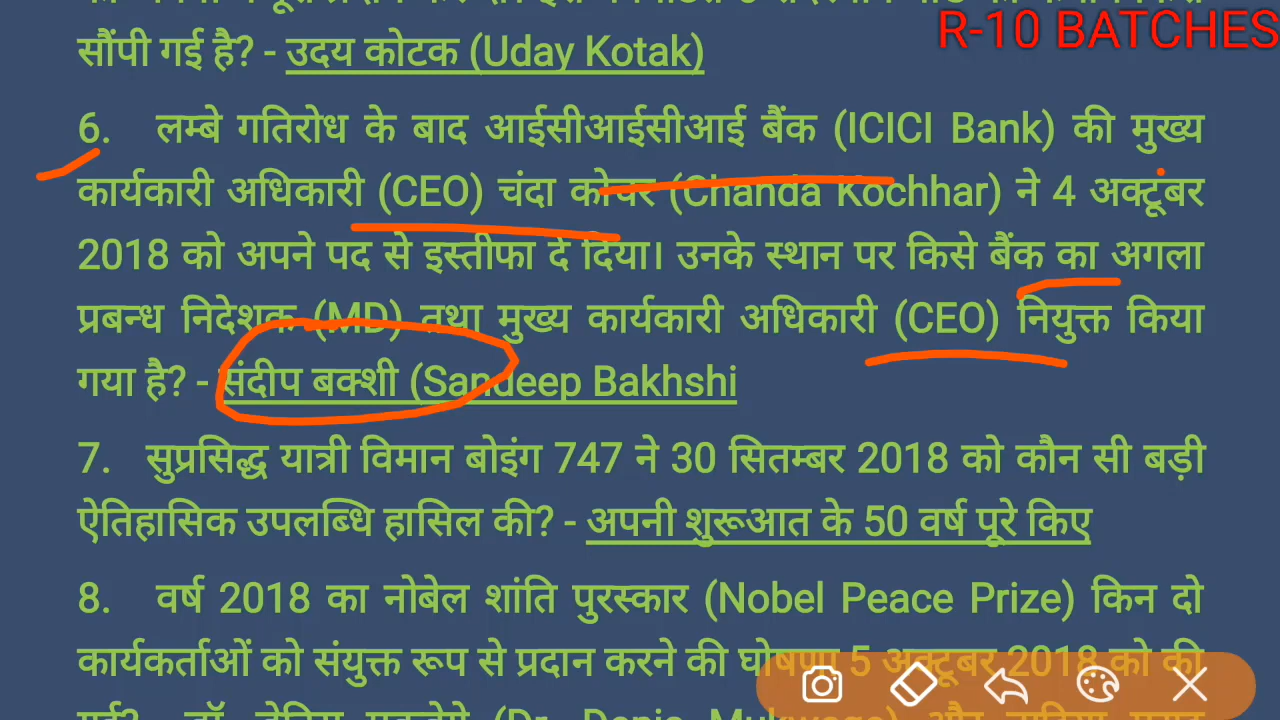 R-10 BATCHES
सौंपी गई है? - उदय कोटक (Uday Kotak)
6. लम्बे गतिरोध के बाद आईसीआईसीआई बैंक (ICICI Bank) की मुख्य
कार्यकारी अधिकारी (CEO) चंदा कोचर (Chanda Kochhar) ने 4 अक्टूबर
2018 को अपने पद से इस्तीफा दे दिया। उनके स्थान पर किसे बैंक का अगला
प्रबन्ध निदेशक (MD) तथा मुख्य कार्यकारी अधिकारी (CEO) नियुक्त किया
गया है? - संदीप बक्शी (Sandeep Bakhshi
7. सुप्रसिद्ध यात्री विमान बोइंग 747 ने 30 सितम्बर 2018 को कौन सी बड़ी
ऐतिहासिक उपलब्धि हासिल की? - अपनी शुरूआत के 50 वर्ष पूरे किए
8. वर्ष 2018 का नोबेल शांति पुरस्कार (Nobel Peace Prize) किन दो
कार्यकर्ताओं को संयुक्त रूप से प्रदान करने की घोषणा 5 अक्टूबर 2018 को की